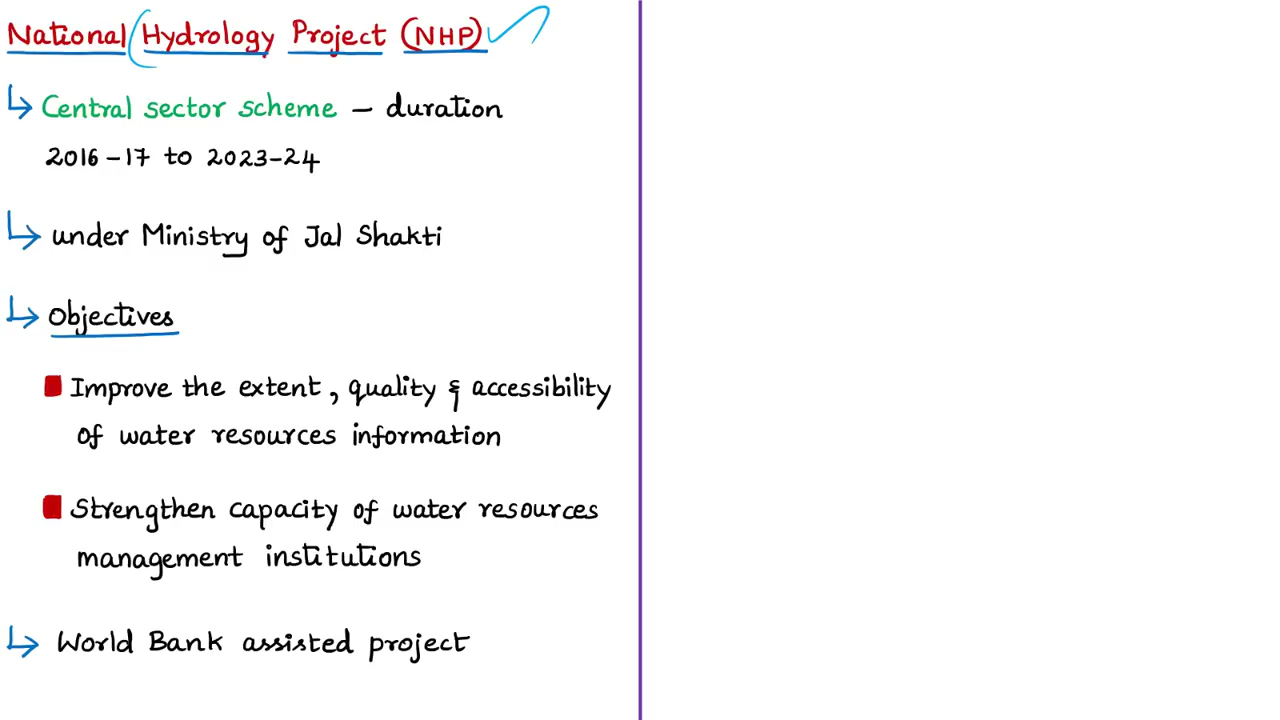 National Hydrology Project (NHP)
Central sector scheme – duration
2016-17 to 2023-24
under Ministry of Jal Shakti
Objectives
Improve the extent, quality & accessibility
of water resources information
Strengthen capacity of water resources
management institutions
World Bank assisted project